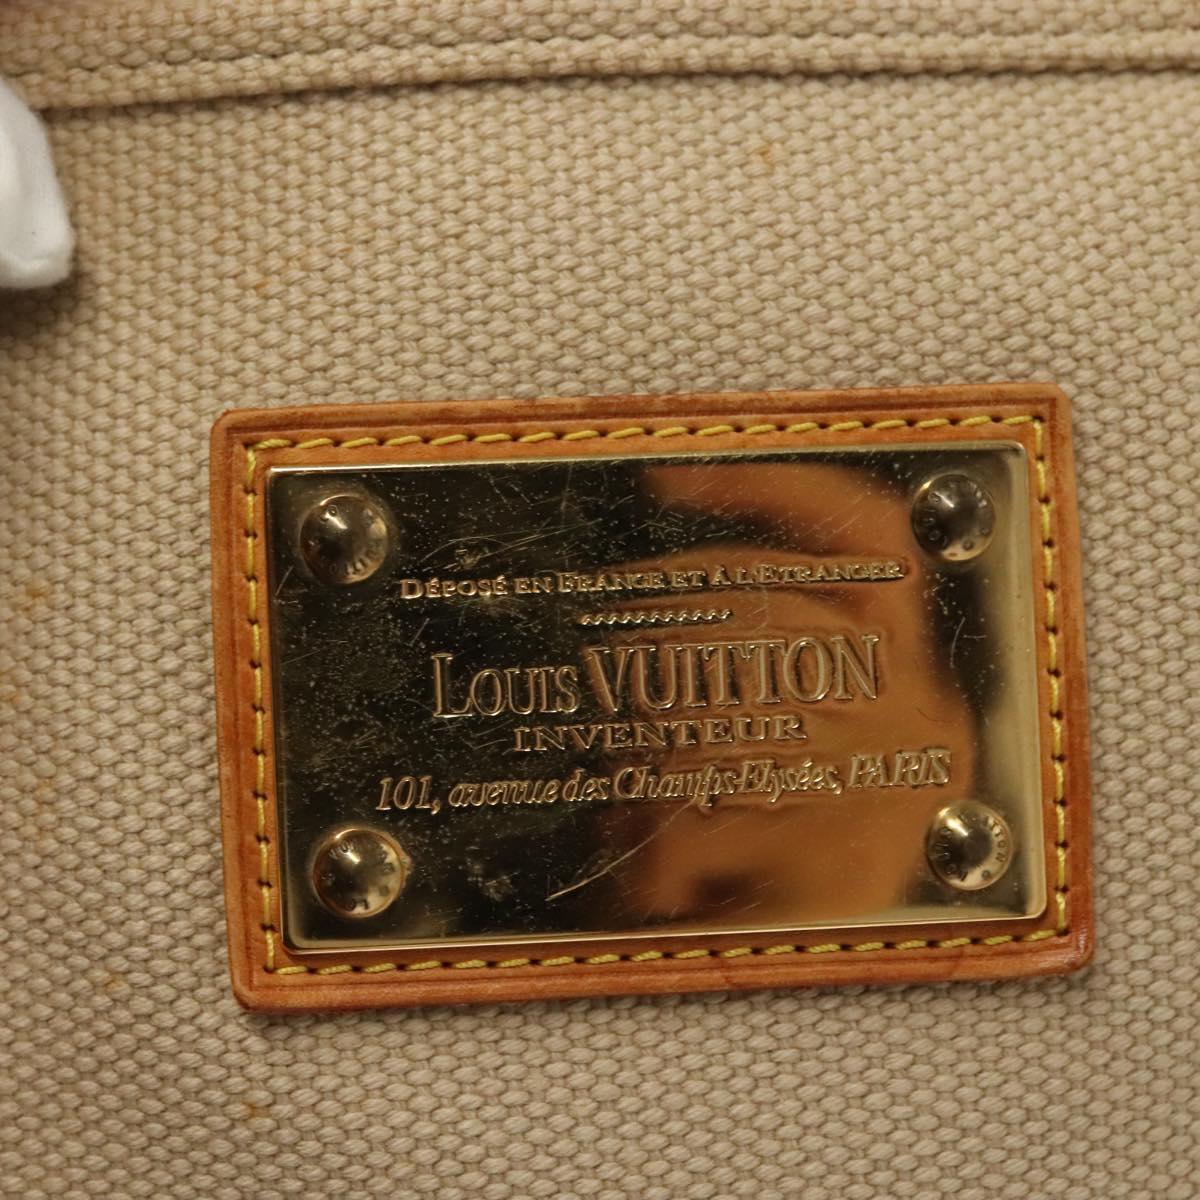 DÉPOSÉ EN FRANCE ET À L'ETRANGER
LOUIS VUITTON
INVENTEUR
101, avenue des Champs-Elysées, PARIS